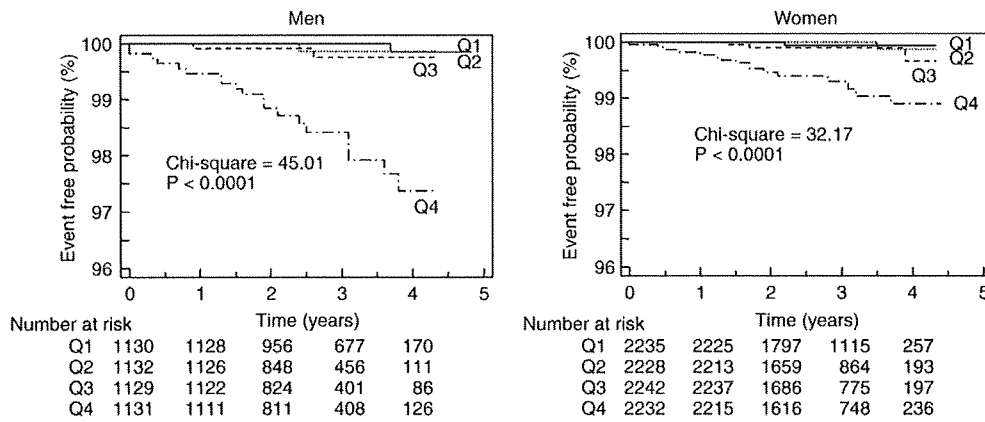 Men
Event free probability (%)
100
99
98
97
96
Q1
Q2
Q3
Q4
Chi-square = 45.01
P < 0.0001
0 1 2 3 4 5
Time (years)
Number at risk
Q1 1130 1128 956 677 170
Q2 1132 1126 848 456 111
Q3 1129 1122 824 401 86
Q4 1131 1111 811 408 126
Women
Event free probability (%)
100
99
98
97
96
Q1
Q2
Q3
Q4
Chi-square = 32.17
P < 0.0001
0 1 2 3 4 5
Time (years)
Number at risk
Q1 2235 2225 1797 1115 257
Q2 2228 2213 1659 864 193
Q3 2242 2237 1686 775 197
Q4 2232 2215 1616 748 236